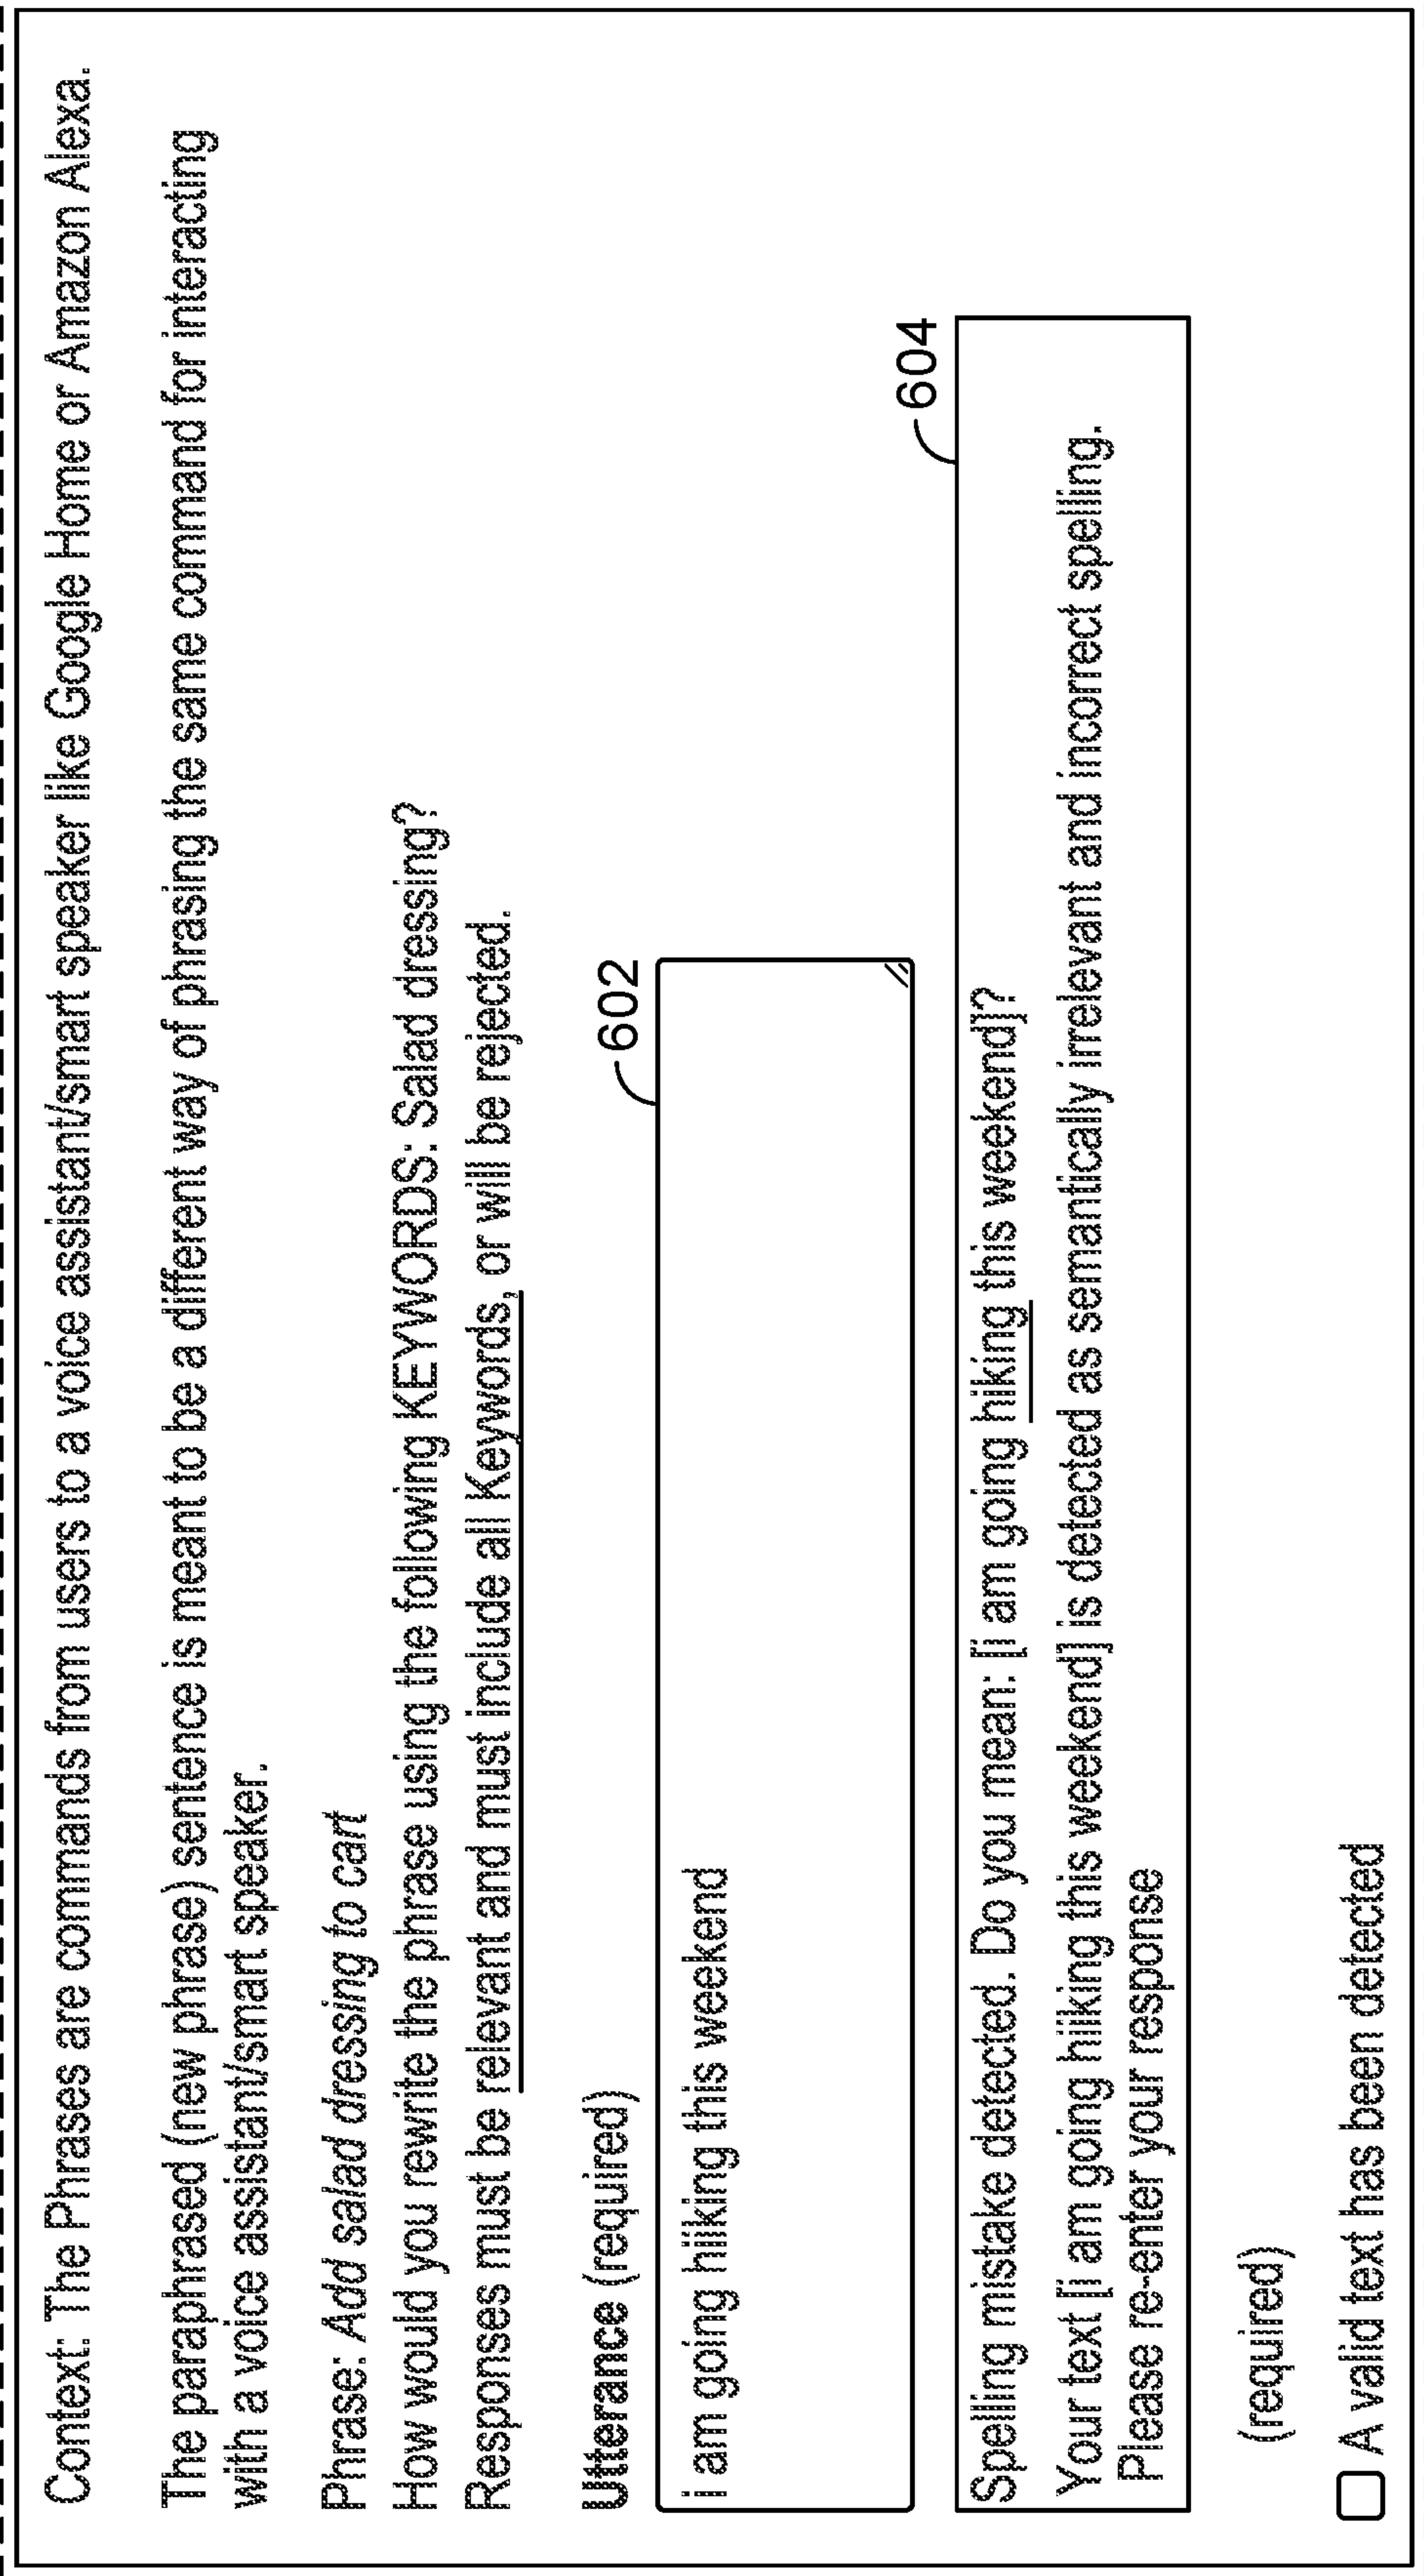 Context: The Phrases are commands from users to a voice assistant/smart speaker like Google Home or Amazon Alexa.
The paraphrased (new phrase) sentence is meant to be a different way of phrasing the same command for interacting
with a voice assistant/smart speaker.
Phrase: Add salad dressing to cart
How would you rewrite the phrase using the following KEYWORDS: Salad dressing?
Responses must be relevant and must include all Keywords, or will be rejected.
Utterance (required)
602
i am going hiiking this weekend
604
Spelling mistake detected. Do you mean: [i am going hiking this weekend]?
Your text [i am going hiiking this weekend] is detected as semantically irrelevant and incorrect spelling.
Please re-enter your response
(required)
A valid text has been detected